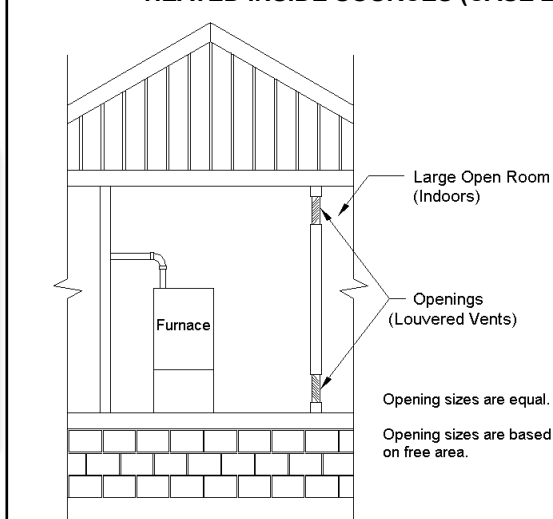 Large Open Room
(Indoors)
Furnace
Openings
(Louvered Vents)
Opening sizes are equal.
Opening sizes are based
on free area.